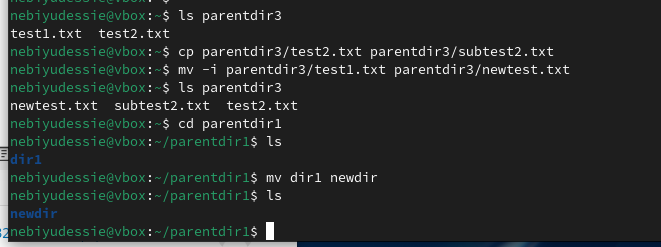 nebiyudessie@vbox:~$ ls parentdir3
test1.txt  test2.txt
nebiyudessie@vbox:~$ cp parentdir3/test2.txt parentdir3/subtest2.txt
nebiyudessie@vbox:~$ mv -i parentdir3/test1.txt parentdir3/newtest.txt
nebiyudessie@vbox:~$ ls parentdir3
newtest.txt  subtest2.txt  test2.txt
nebiyudessie@vbox:~$ cd parentdir1
nebiyudessie@vbox:~/parentdir1$ ls
dir1
nebiyudessie@vbox:~/parentdir1$ mv dir1 newdir
nebiyudessie@vbox:~/parentdir1$ ls
newdir
nebiyudessie@vbox:~/parentdir1$